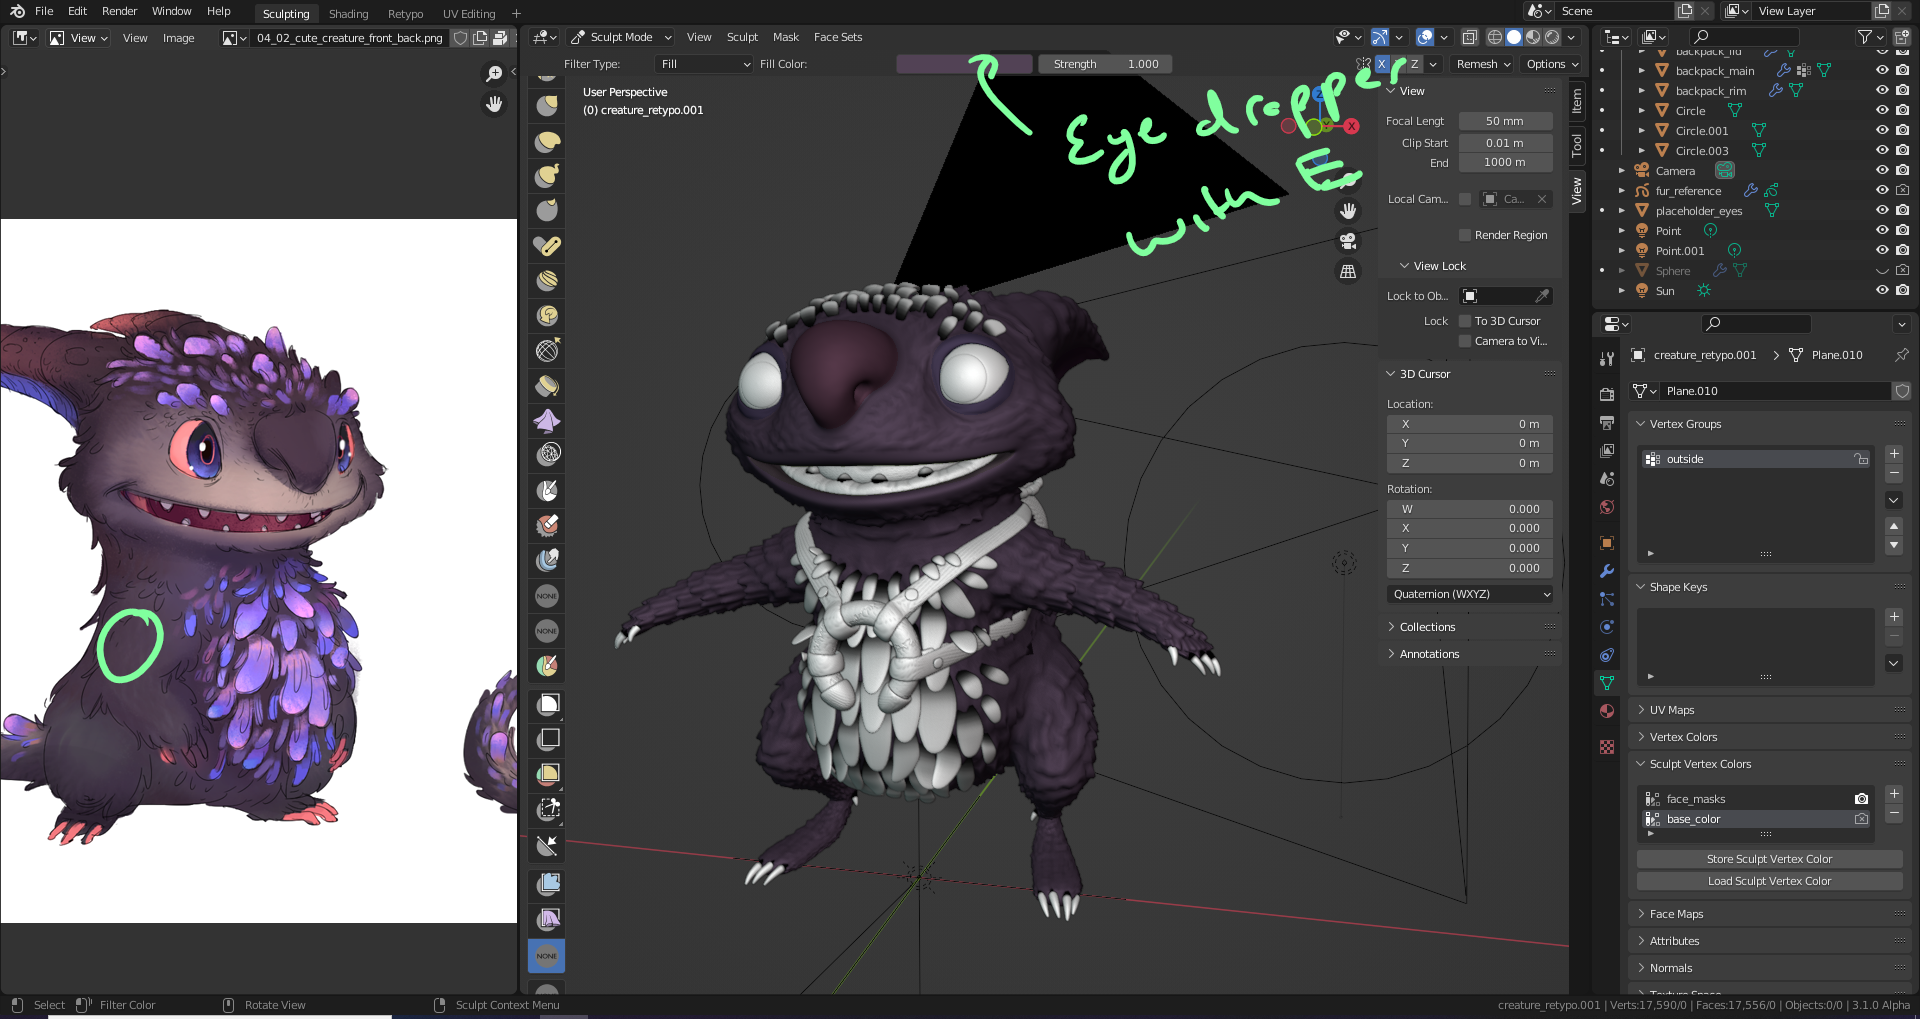 File Edit Render Window Help Sculpting Shading Retypo UV Editing + Scene View Layer
View View Image 04_02_cute_creature_front_back.png
Sculpt Mode View Sculpt Mask Face Sets
Filter Type: Fill Fill Color: Strength 1.000 X Z Remesh Options
User Perspective
(0) creature_retypo.001
Eye dropper
with E
NONE
NONE
NONE
View
Focal Lengt 50 mm
Clip Start 0.01 m
End 1000 m
Local Cam... Ca...
Render Region
View Lock
Lock to Ob...
Lock To 3D Cursor
Camera to Vi...
3D Cursor
Location:
X 0 m
Y 0 m
Z 0 m
Rotation:
W 0.000
X 0.000
Y 0.000
Z 0.000
Quaternion (WXYZ)
Collections
Annotations
Item
Tool
View
backpack_lid
backpack_main
backpack_rim
Circle
Circle.001
Circle.003
Camera
fur_reference
placeholder_eyes
Point
Point.001
Sphere
Sun
creature_retypo.001 Plane.010
Plane.010
Vertex Groups
outside
Shape Keys
UV Maps
Vertex Colors
Sculpt Vertex Colors
face_masks
base_color
Store Sculpt Vertex Color
Load Sculpt Vertex Color
Face Maps
Attributes
Normals
Texture Space
Select Filter Color Rotate View Sculpt Context Menu creature_retypo.001 | Verts:17,590/0 | Faces:17,556/0 | Objects:0/0 | 3.1.0 Alpha